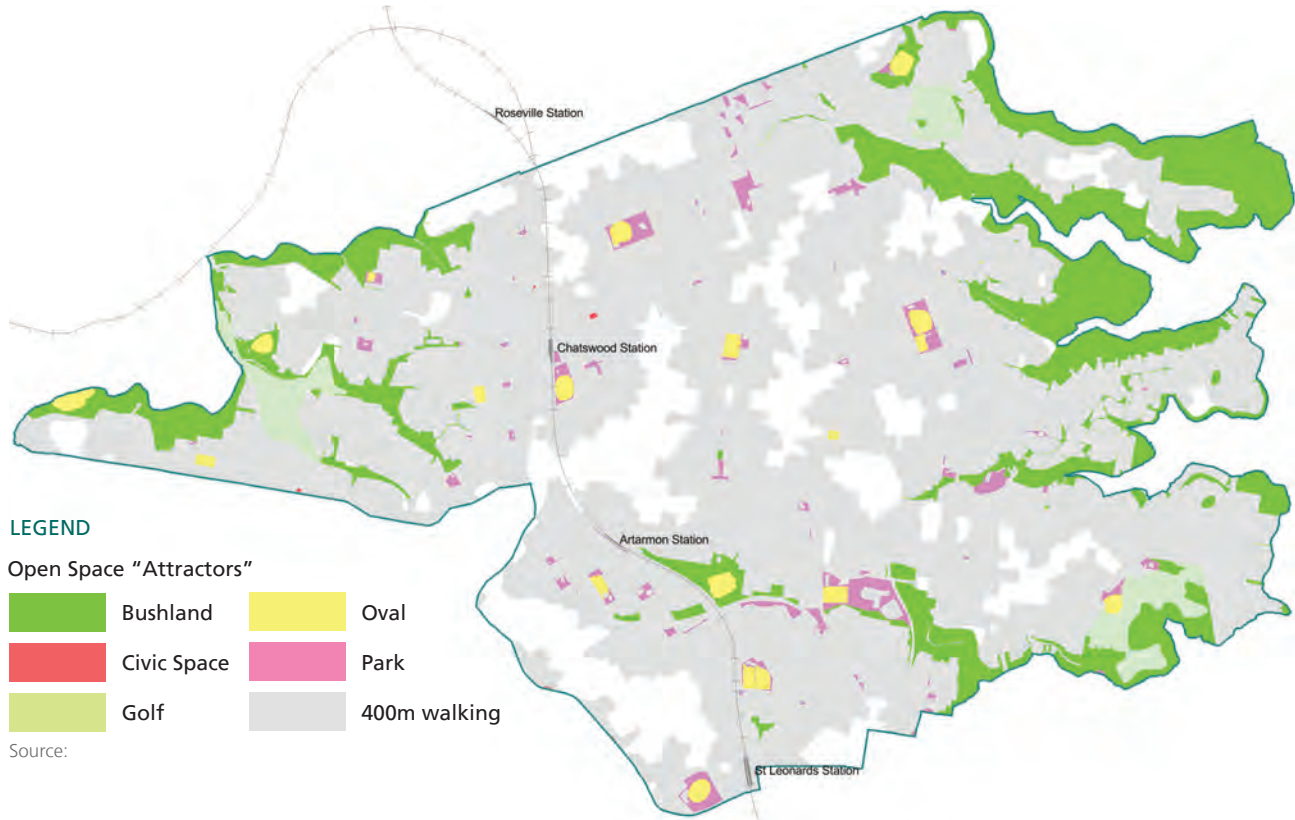 Roseville Station
Chatswood Station
Artarmon Station
St Leonards Station
LEGEND
Open Space “Attractors”
Bushland
Oval
Civic Space
Park
Golf
400m walking
Source: